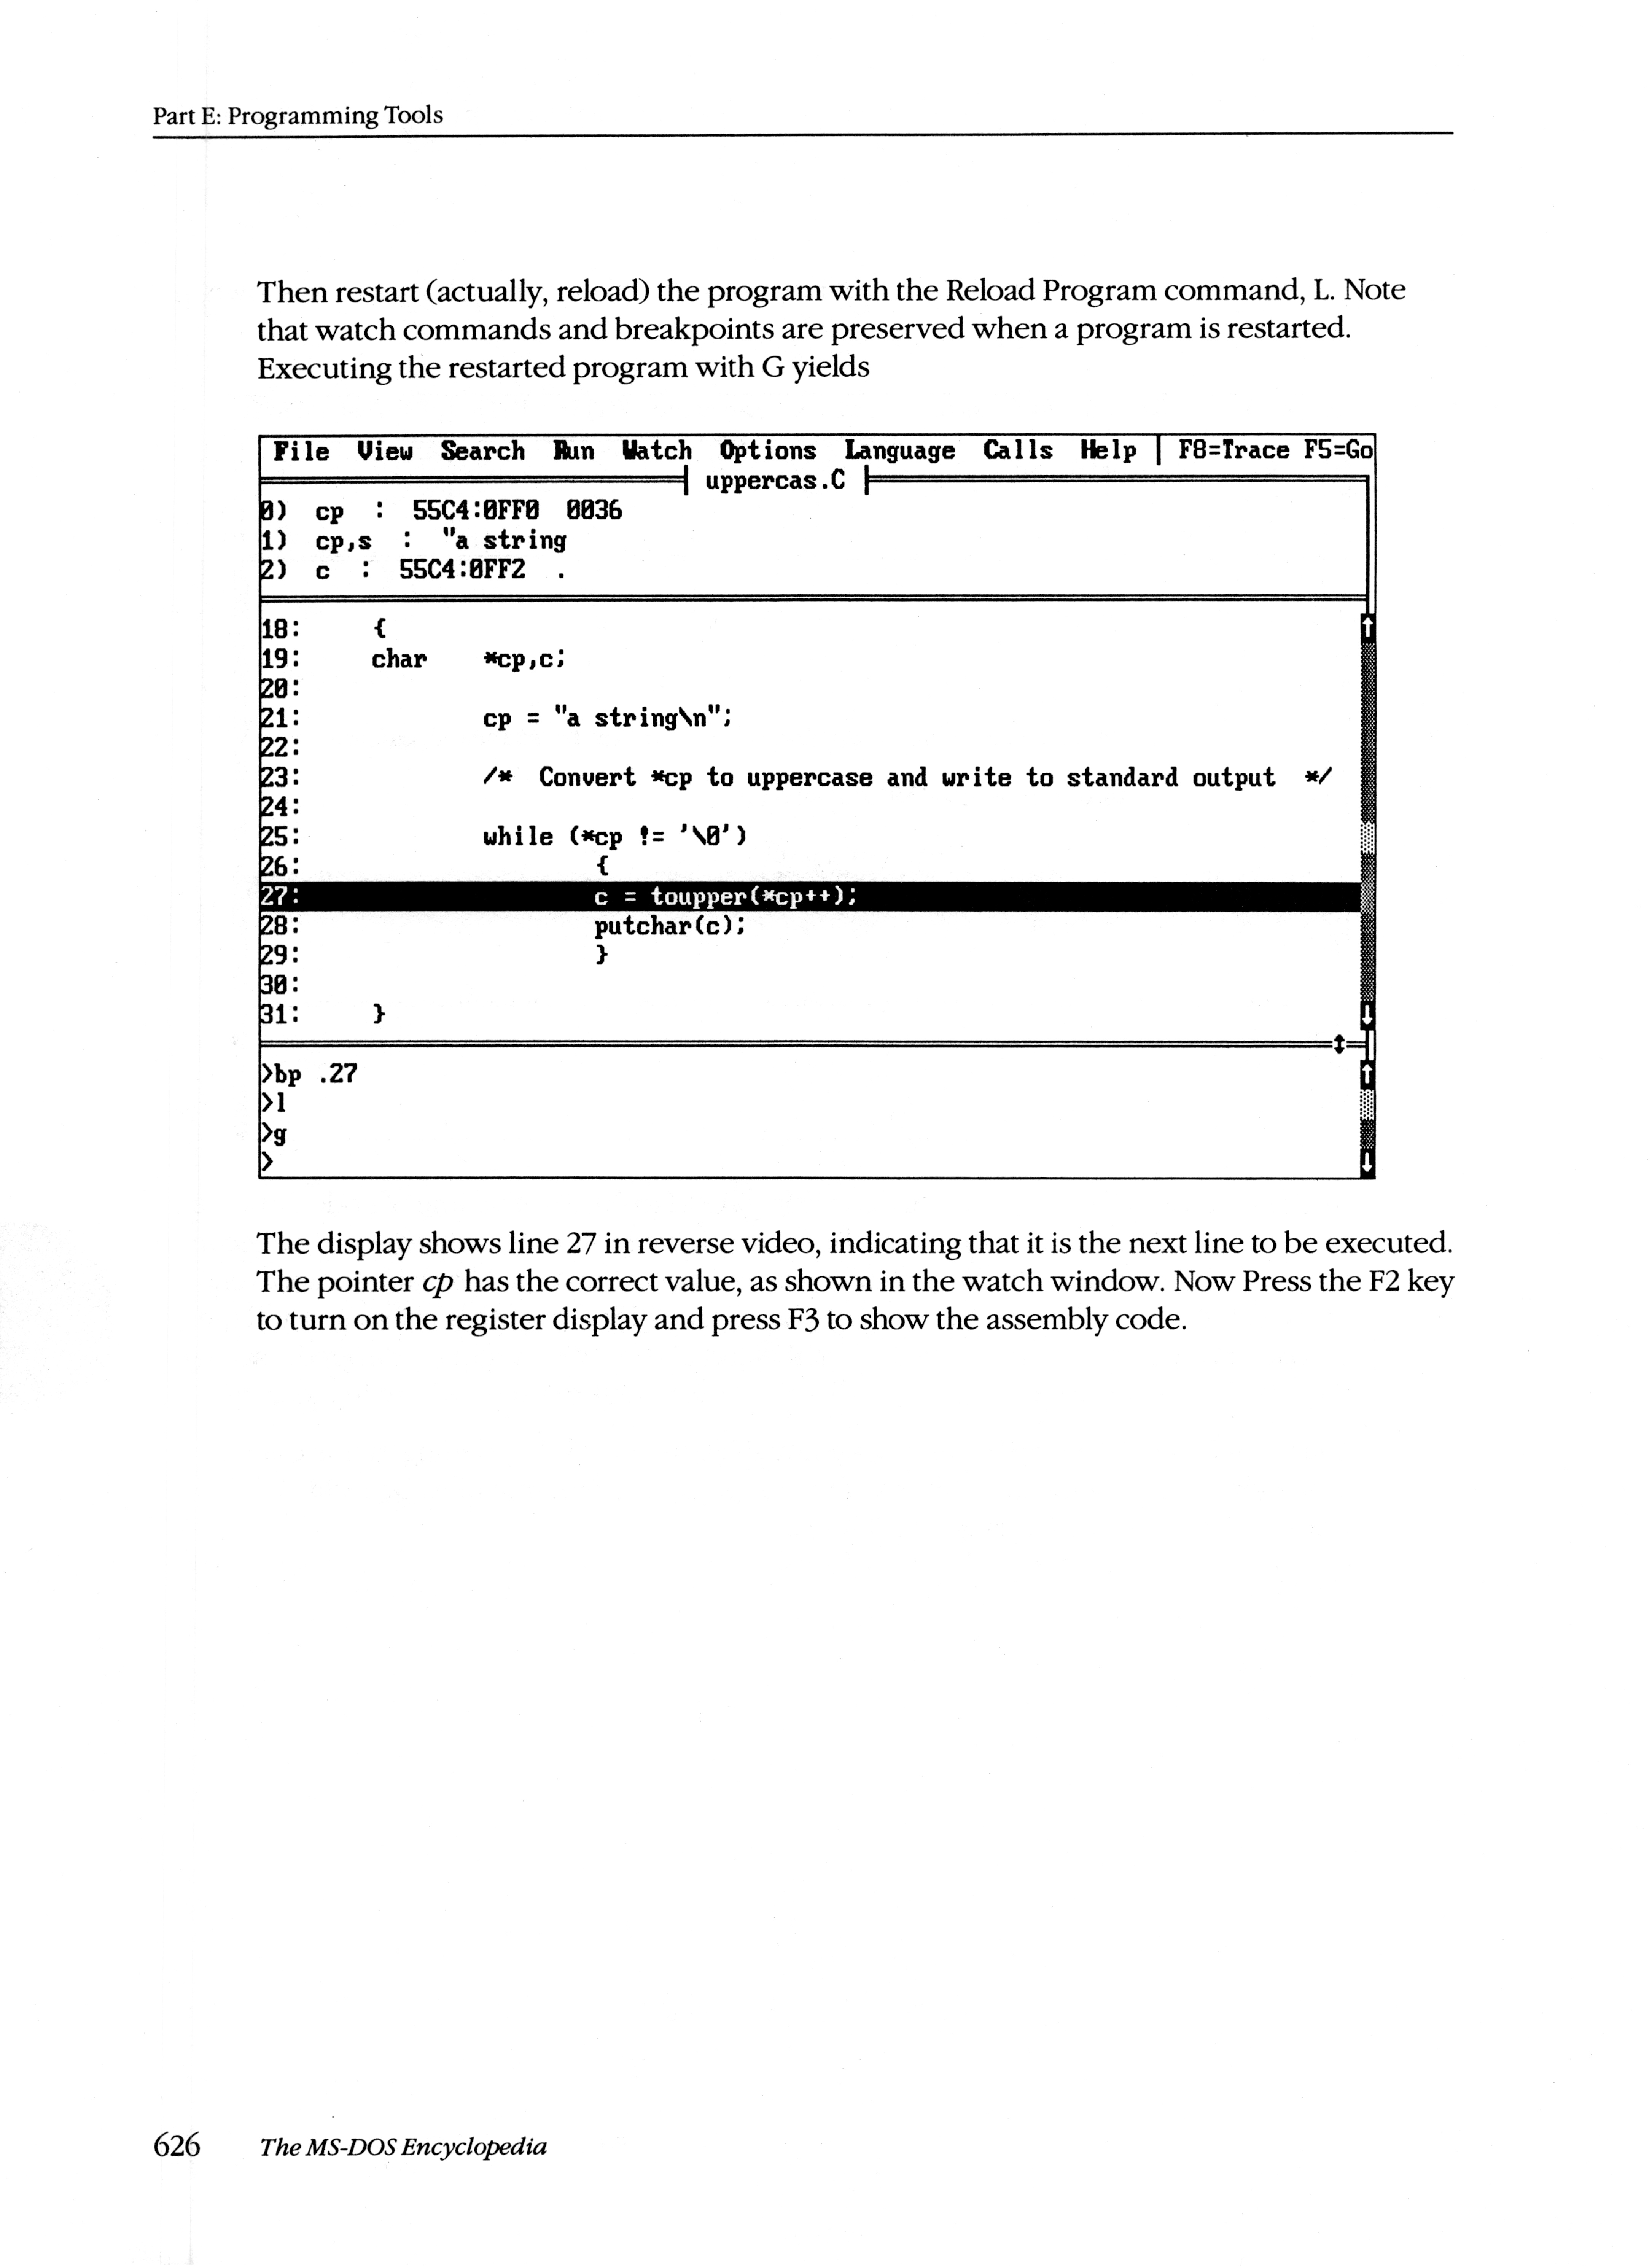 Part E: Programming Tools
Then restart (actually, reload) the program with the Reload Program command, L. Note
that watch commands and breakpoints are preserved when a program is restarted.
Executing the restarted program with G yields
File View Search Run Watch Options Language Calls Help | F8=Trace F5=Go
uppercas.C
0) cp : 55C4:0FF0 0036
1) cp,s : "a string
2) c : 55C4:0FF2 .
18: {
19: char *cp,c;
20:
21: cp = "a string\n";
22:
23: /* Convert *cp to uppercase and write to standard output */
24:
25: while (*cp != '\0')
26: {
27: c = toupper(*cp++);
28: putchar(c);
29: }
30:
31: }
>bp .27
>l
>g
>
The display shows line 27 in reverse video, indicating that it is the next line to be executed.
The pointer cp has the correct value, as shown in the watch window. Now Press the F2 key
to turn on the register display and press F3 to show the assembly code.
626 The MS-DOS Encyclopedia